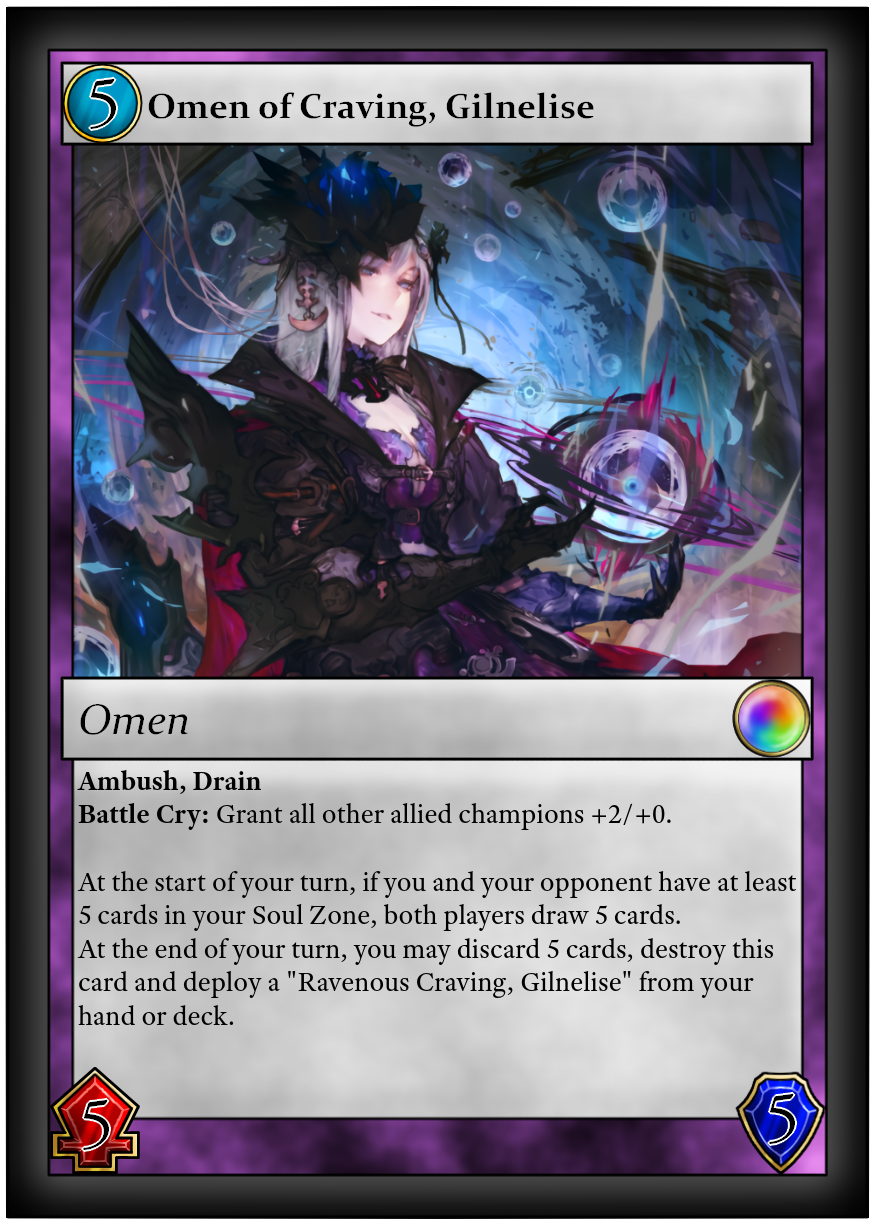 5 Omen of Craving, Gilnelise
Omen
Ambush, Drain
Battle Cry: Grant all other allied champions +2/+0.
At the start of your turn, if you and your opponent have at least
5 cards in your Soul Zone, both players draw 5 cards.
At the end of your turn, you may discard 5 cards, destroy this
card and deploy a "Ravenous Craving, Gilnelise" from your
hand or deck.
5 5